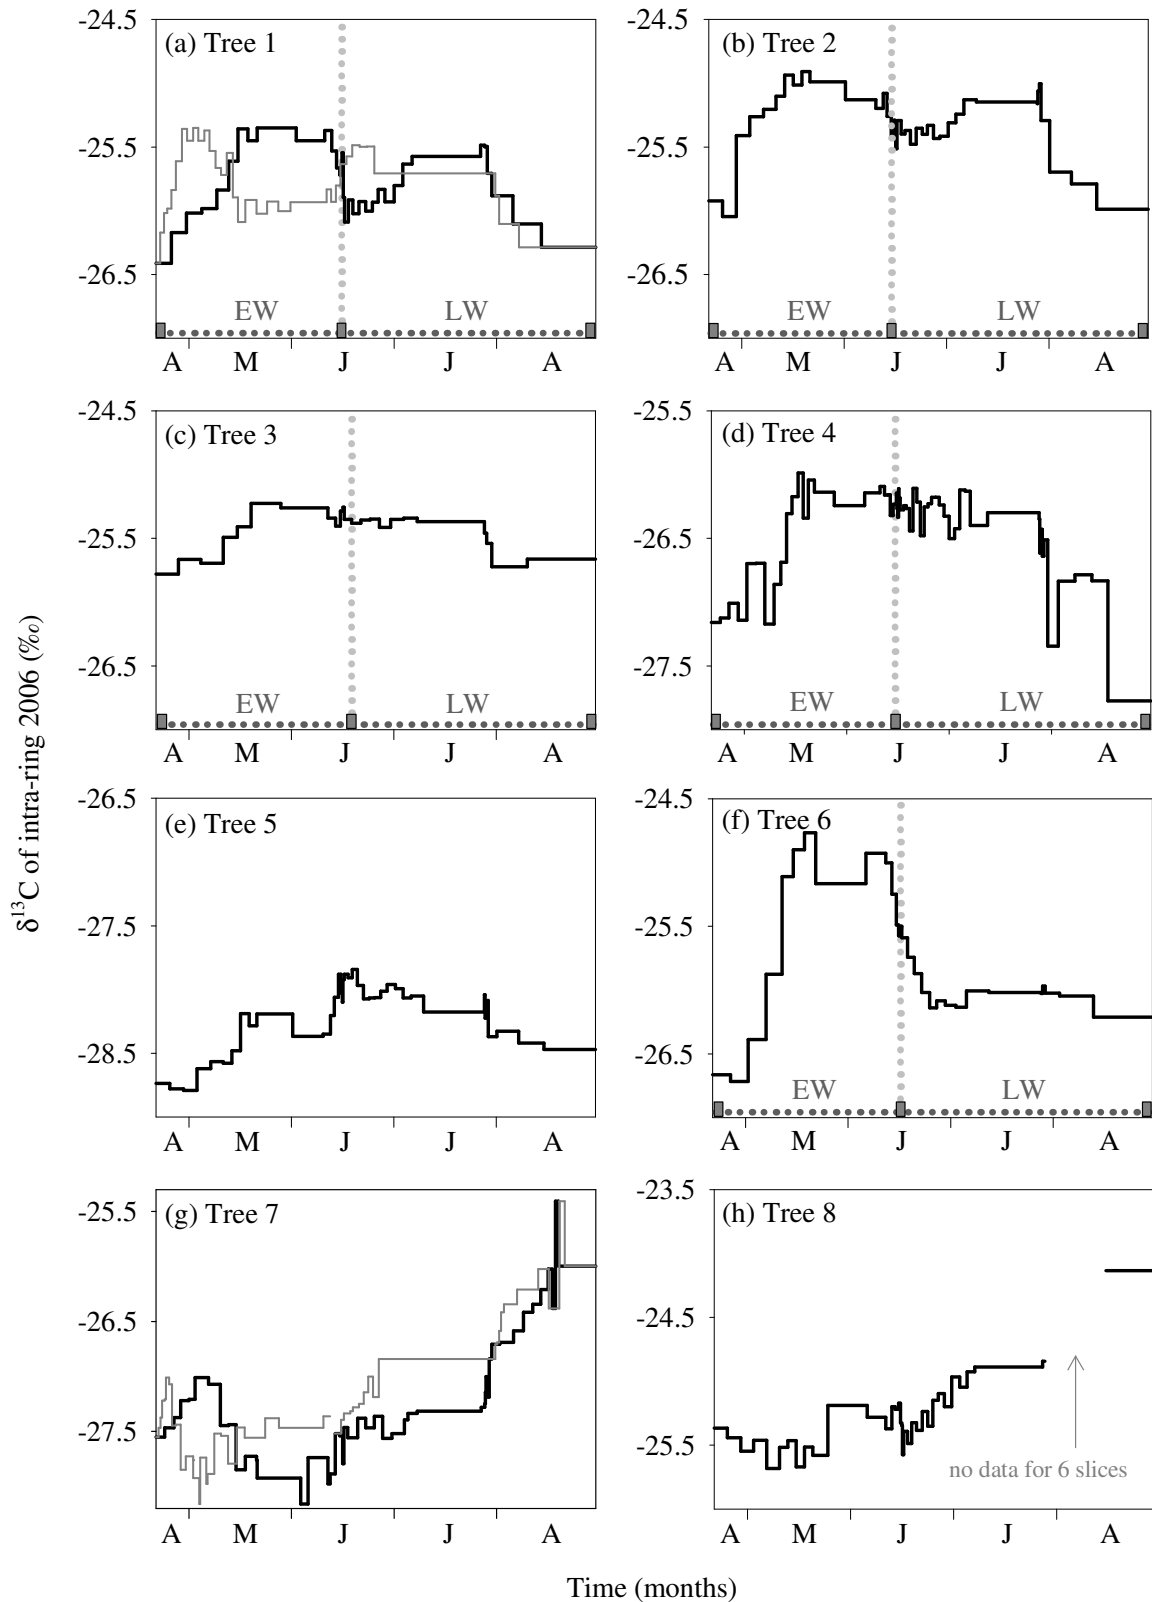 (a) Tree 1
-24.5
-25.5
-26.5
EW
LW
A M J J A
(b) Tree 2
-24.5
-25.5
-26.5
EW
LW
A M J J A
(c) Tree 3
-24.5
-25.5
-26.5
EW
LW
A M J J A
(d) Tree 4
-25.5
-26.5
-27.5
EW
LW
A M J J A
δ¹³C of intra-ring 2006 (‰)
(e) Tree 5
-26.5
-27.5
-28.5
A M J J A
(f) Tree 6
-24.5
-25.5
-26.5
EW
LW
A M J J A
(g) Tree 7
-25.5
-26.5
-27.5
A M J J A
(h) Tree 8
-23.5
-24.5
-25.5
no data for 6 slices
A M J J A
Time (months)